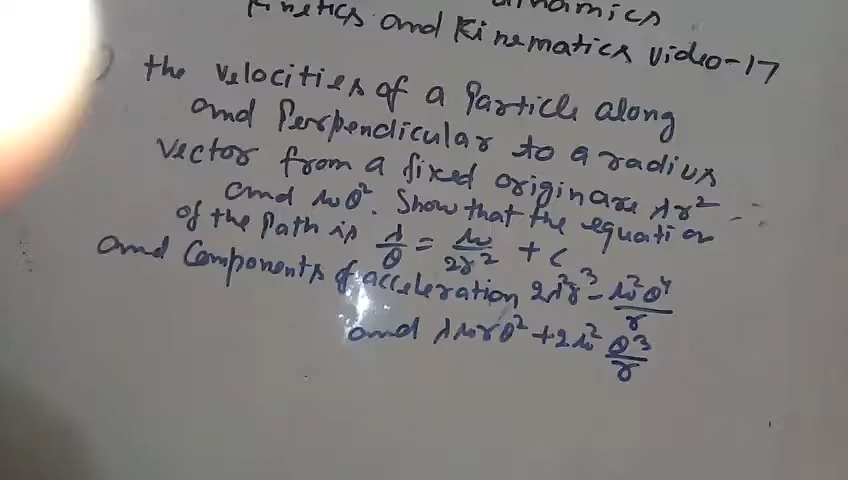 dinamics
Kinetics and Kinematics video-17
) the velocities of a Particle along
and Perpendicular to a radius
vector from a fixed origin are λr²
and μθ². Show that the equation
of the Path is λ/θ = μ/2r² + C
and Components of acceleration 2λ²r³ - μ²θ⁴/r
and λμrθ² + 2μ² θ³/r